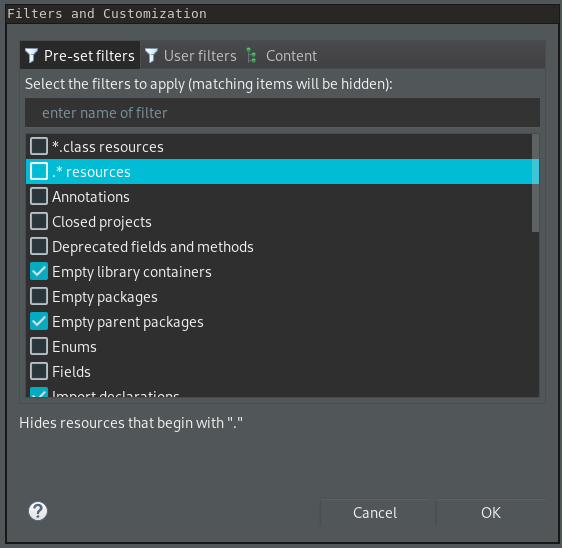 Filters and Customization
Pre-set filters User filters Content
Select the filters to apply (matching items will be hidden):
enter name of filter
*.class resources
.* resources
Annotations
Closed projects
Deprecated fields and methods
Empty library containers
Empty packages
Empty parent packages
Enums
Fields
Import declarations
Hides resources that begin with "."
? Cancel OK